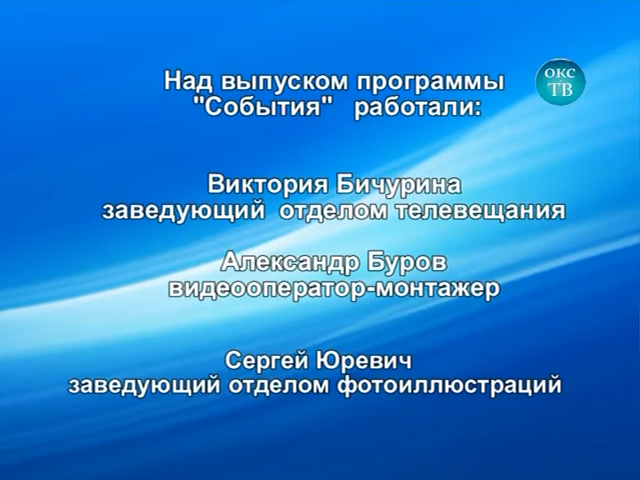 Над выпуском программы
"События" работали:
ОКС
ТВ
Виктория Бичурина
заведующий отделом телевещания
Александр Буров
видеооператор-монтажер
Сергей Юревич
заведующий отделом фотоиллюстраций